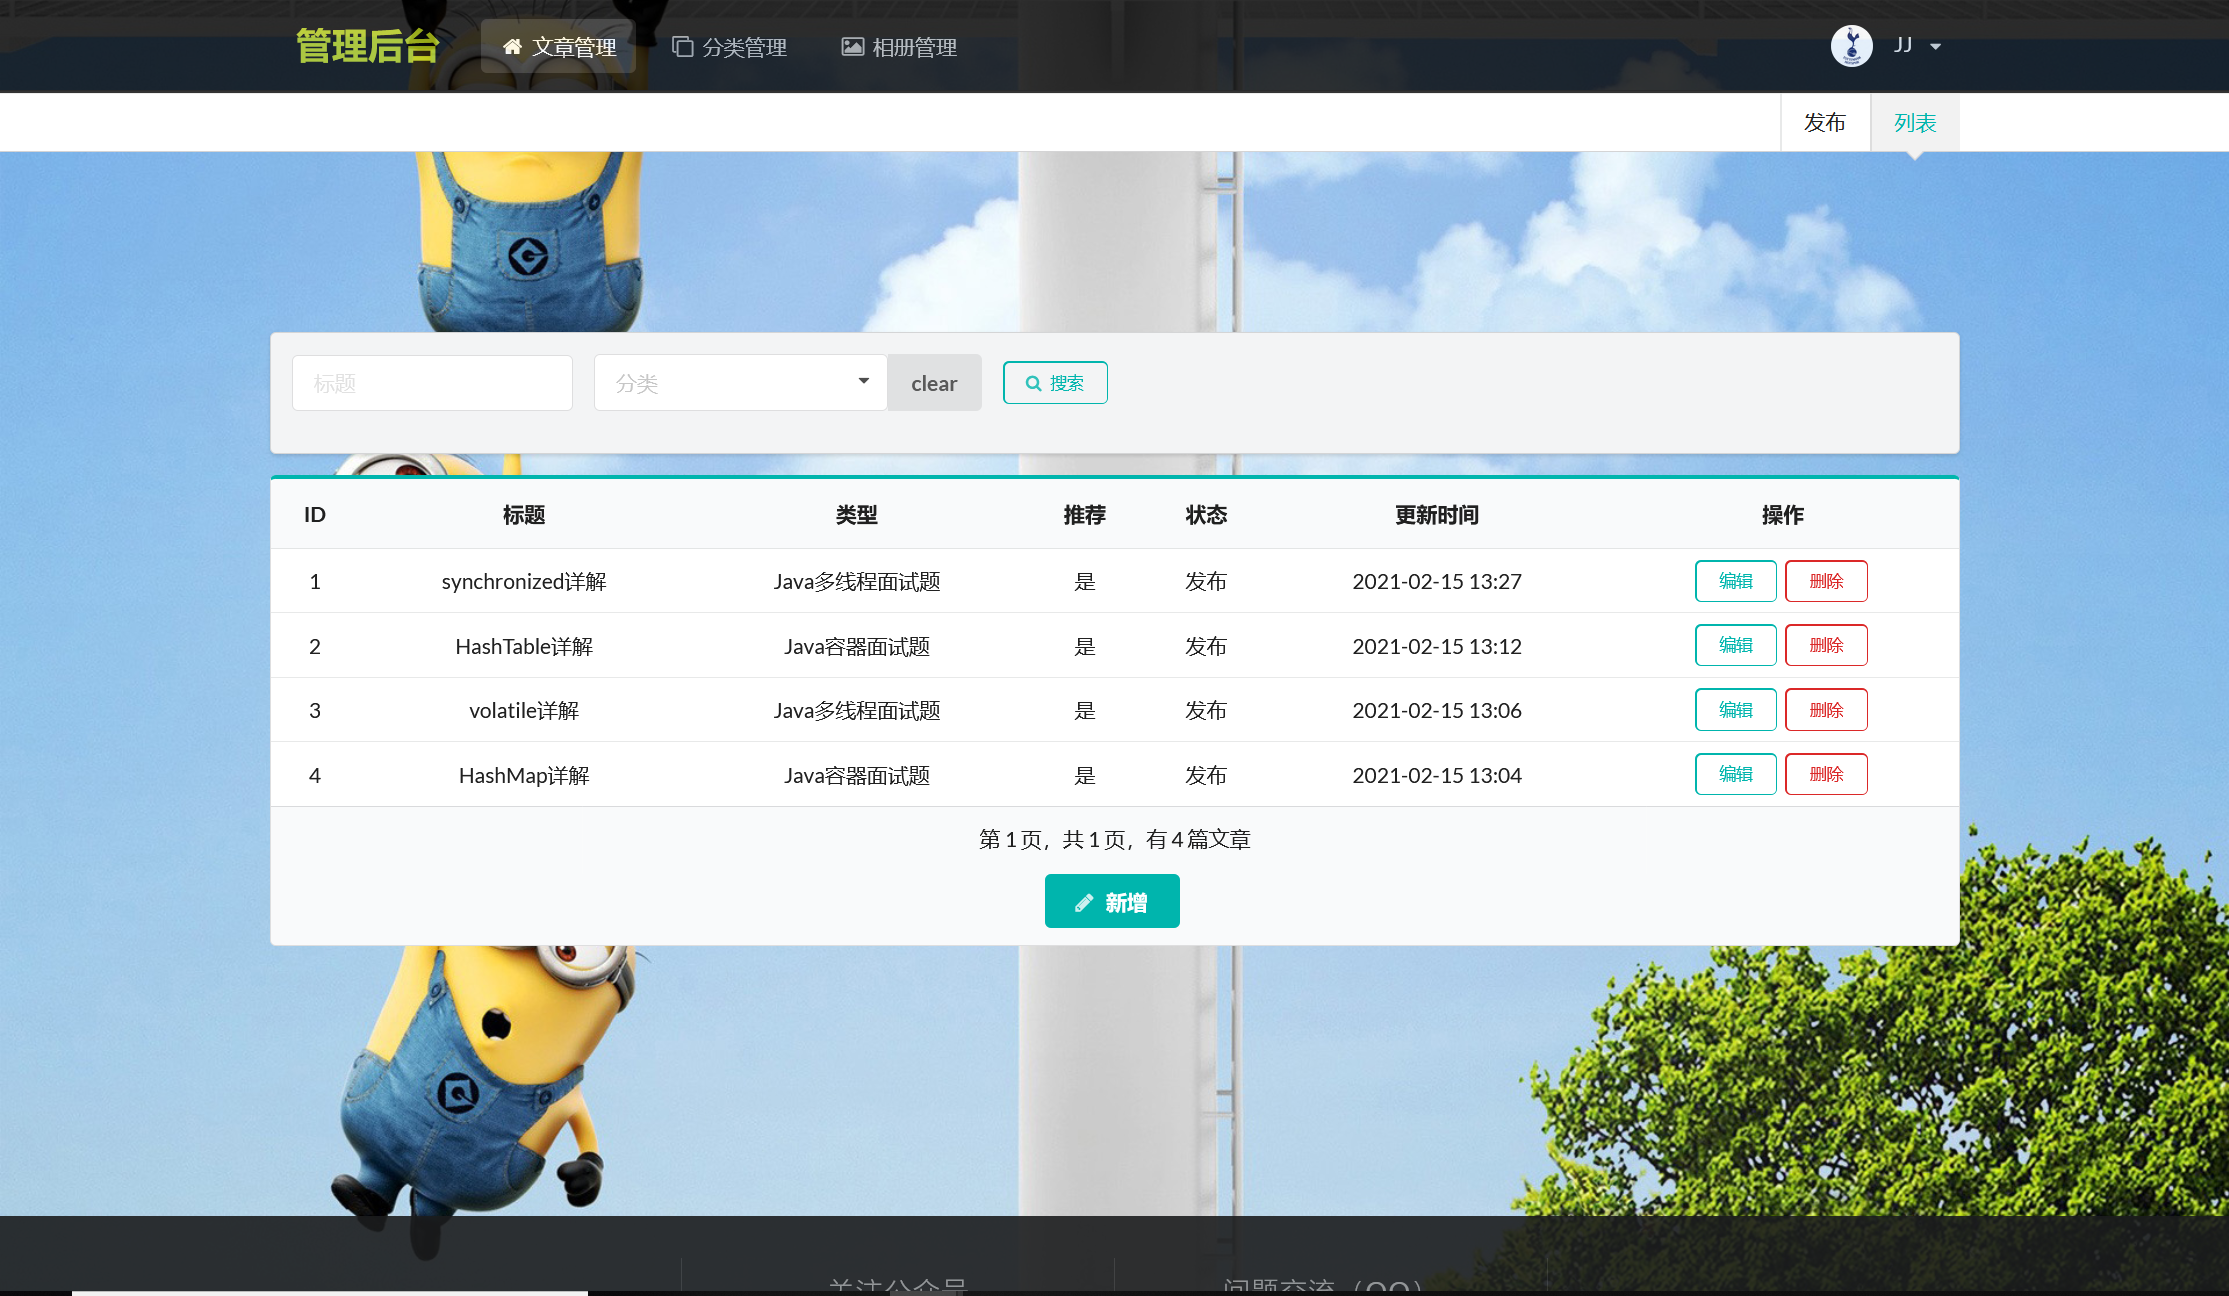 管理后台 文章管理 分类管理 相册管理 JJ
发布 列表
标题 分类 clear 搜索
ID 标题 类型 推荐 状态 更新时间 操作
1 synchronized详解 Java多线程面试题 是 发布 2021-02-15 13:27 编辑 删除
2 HashTable详解 Java容器面试题 是 发布 2021-02-15 13:12 编辑 删除
3 volatile详解 Java多线程面试题 是 发布 2021-02-15 13:06 编辑 删除
4 HashMap详解 Java容器面试题 是 发布 2021-02-15 13:04 编辑 删除
第 1 页，共 1 页，有 4 篇文章
新增
关注公众号 问题交流（QQ）